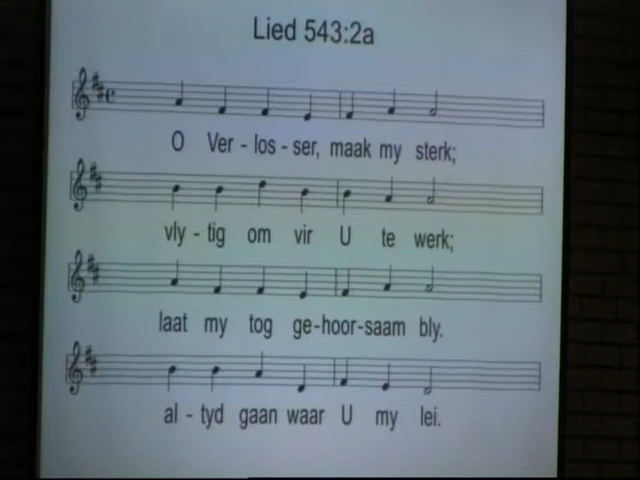 Lied 543:2a
O Ver - los - ser, maak my sterk;
vly - tig om vir U te werk;
laat my tog ge-hoor-saam bly.
al - tyd gaan waar U my lei.